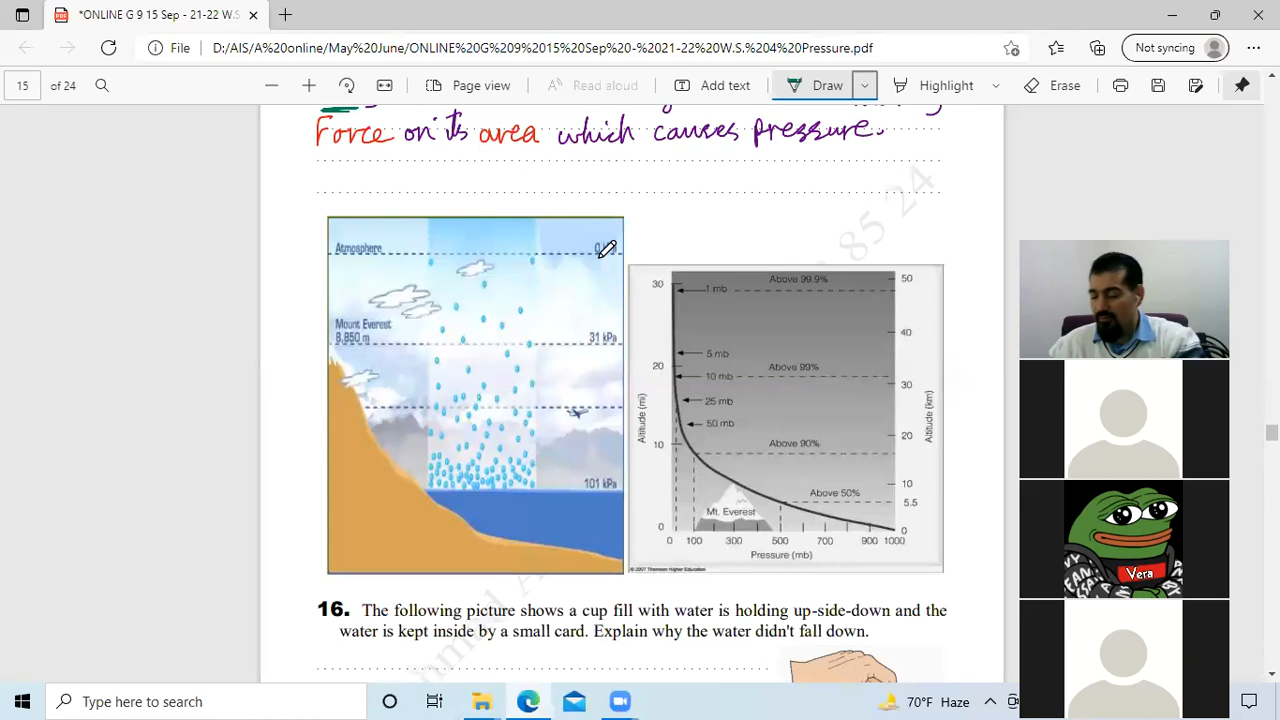 *ONLINE G 9 15 Sep - 21-22 W.S.
File
D:/AIS/A%20online/May%20June/ONLINE%20G%209%2015%20Sep%20-%2021-22%20W.S.%204%20Pressure.pdf
Not syncing
15
of 24
Page view
Read aloud
Add text
Draw
Highlight
Erase
Force on its area which causes pressure.
85 24
Atmosphere
Mount Everest
8,850 m
31 kPa
101 kPa
Above 99.9%
1 mb
5 mb
Above 99%
10 mb
25 mb
50 mb
Above 90%
Above 50%
Mt. Everest
30
20
10
0
Altitude (mi)
50
40
30
20
10
5.5
0
Altitude (km)
0 100 300 500 700 900 1000
Pressure (mb)
© 2007 Thomson Higher Education
16. The following picture shows a cup fill with water is holding up-side-down and the
water is kept inside by a small card. Explain why the water didn't fall down.
Vera
Type here to search
70°F Haze